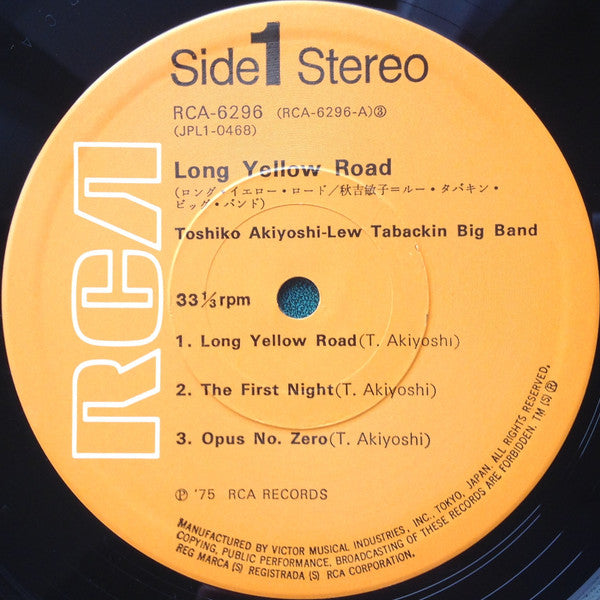 Side 1 Stereo
RCA-6296 (RCA-6296-A)③
(JPL1-0468)
Long Yellow Road
(ロング・イエロー・ロード/秋吉敏子=ルー・タバキン・
ビッグ・バンド)
Toshiko Akiyoshi-Lew Tabackin Big Band
33⅓rpm
1. Long Yellow Road(T. Akiyoshi)
2. The First Night(T. Akiyoshi)
3. Opus No. Zero(T. Akiyoshi)
℗ '75 RCA RECORDS
MANUFACTURED BY VICTOR MUSICAL INDUSTRIES, INC. TOKYO, JAPAN. ALL RIGHTS RESERVED.
COPYING, PUBLIC PERFORMANCE, BROADCASTING OF THESE RECORDS ARE FORBIDDEN. TM(S)®
REG MARCA(S) REGISTRADA(S) RCA CORPORATION.
RCA